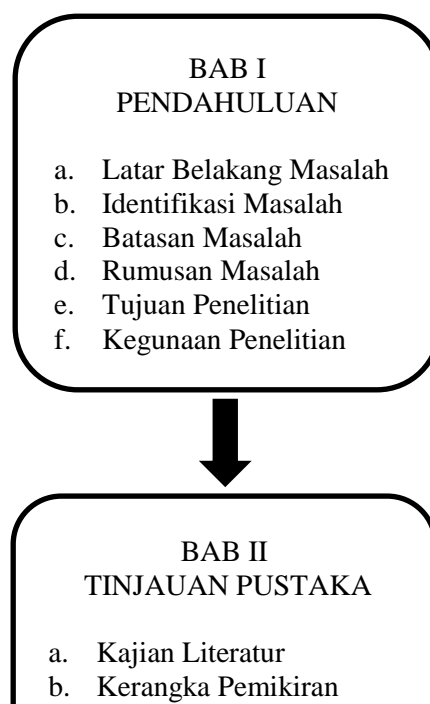 BAB I
PENDAHULUAN
a. Latar Belakang Masalah
b. Identifikasi Masalah
c. Batasan Masalah
d. Rumusan Masalah
e. Tujuan Penelitian
f. Kegunaan Penelitian
BAB II
TINJAUAN PUSTAKA
a. Kajian Literatur
b. Kerangka Pemikiran